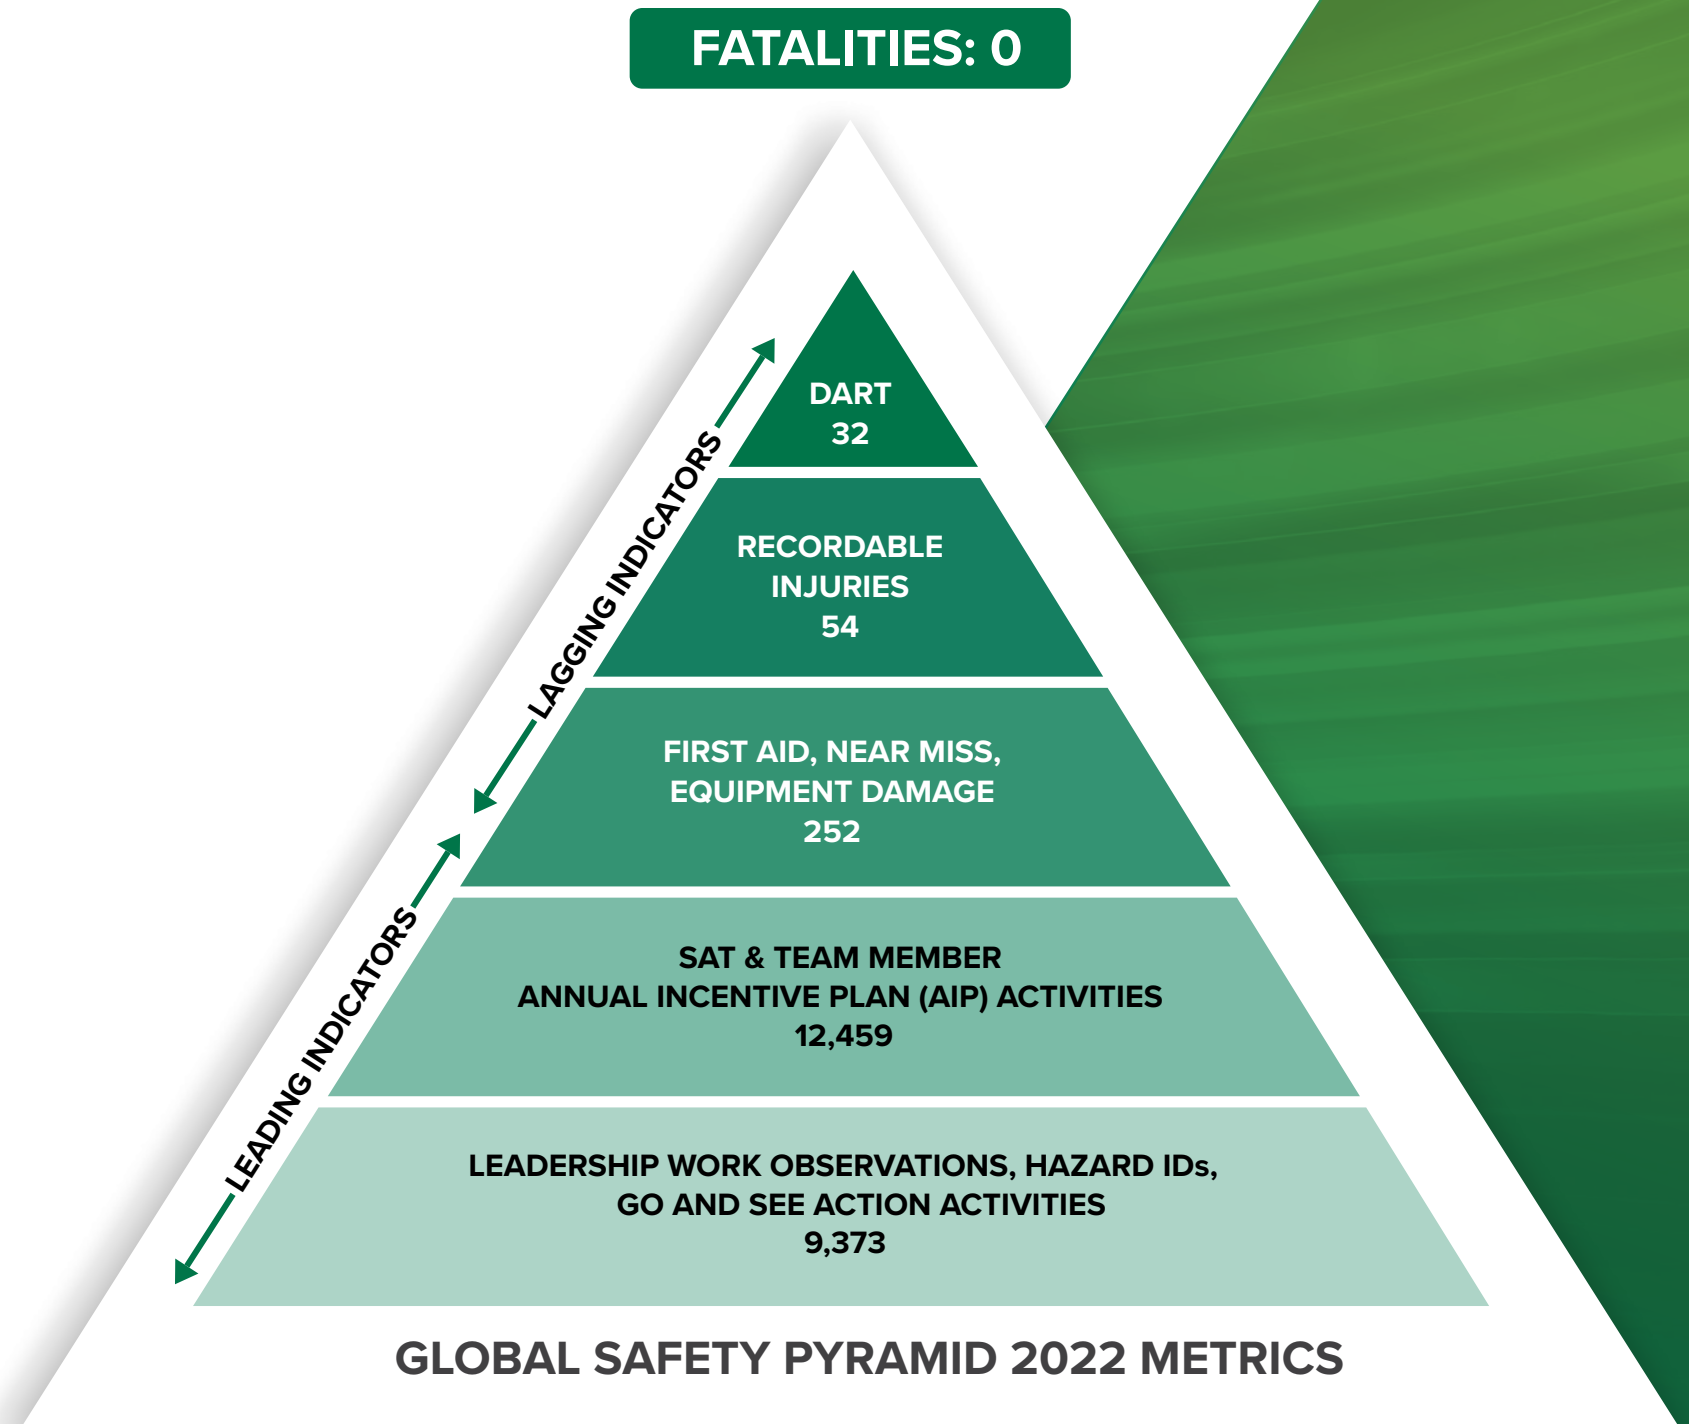 FATALITIES: 0
DART
32
LAGGING INDICATORS
RECORDABLE
INJURIES
54
FIRST AID, NEAR MISS,
EQUIPMENT DAMAGE
252
LEADING INDICATORS
SAT & TEAM MEMBER
ANNUAL INCENTIVE PLAN (AIP) ACTIVITIES
12,459
LEADERSHIP WORK OBSERVATIONS, HAZARD IDs,
GO AND SEE ACTION ACTIVITIES
9,373
GLOBAL SAFETY PYRAMID 2022 METRICS